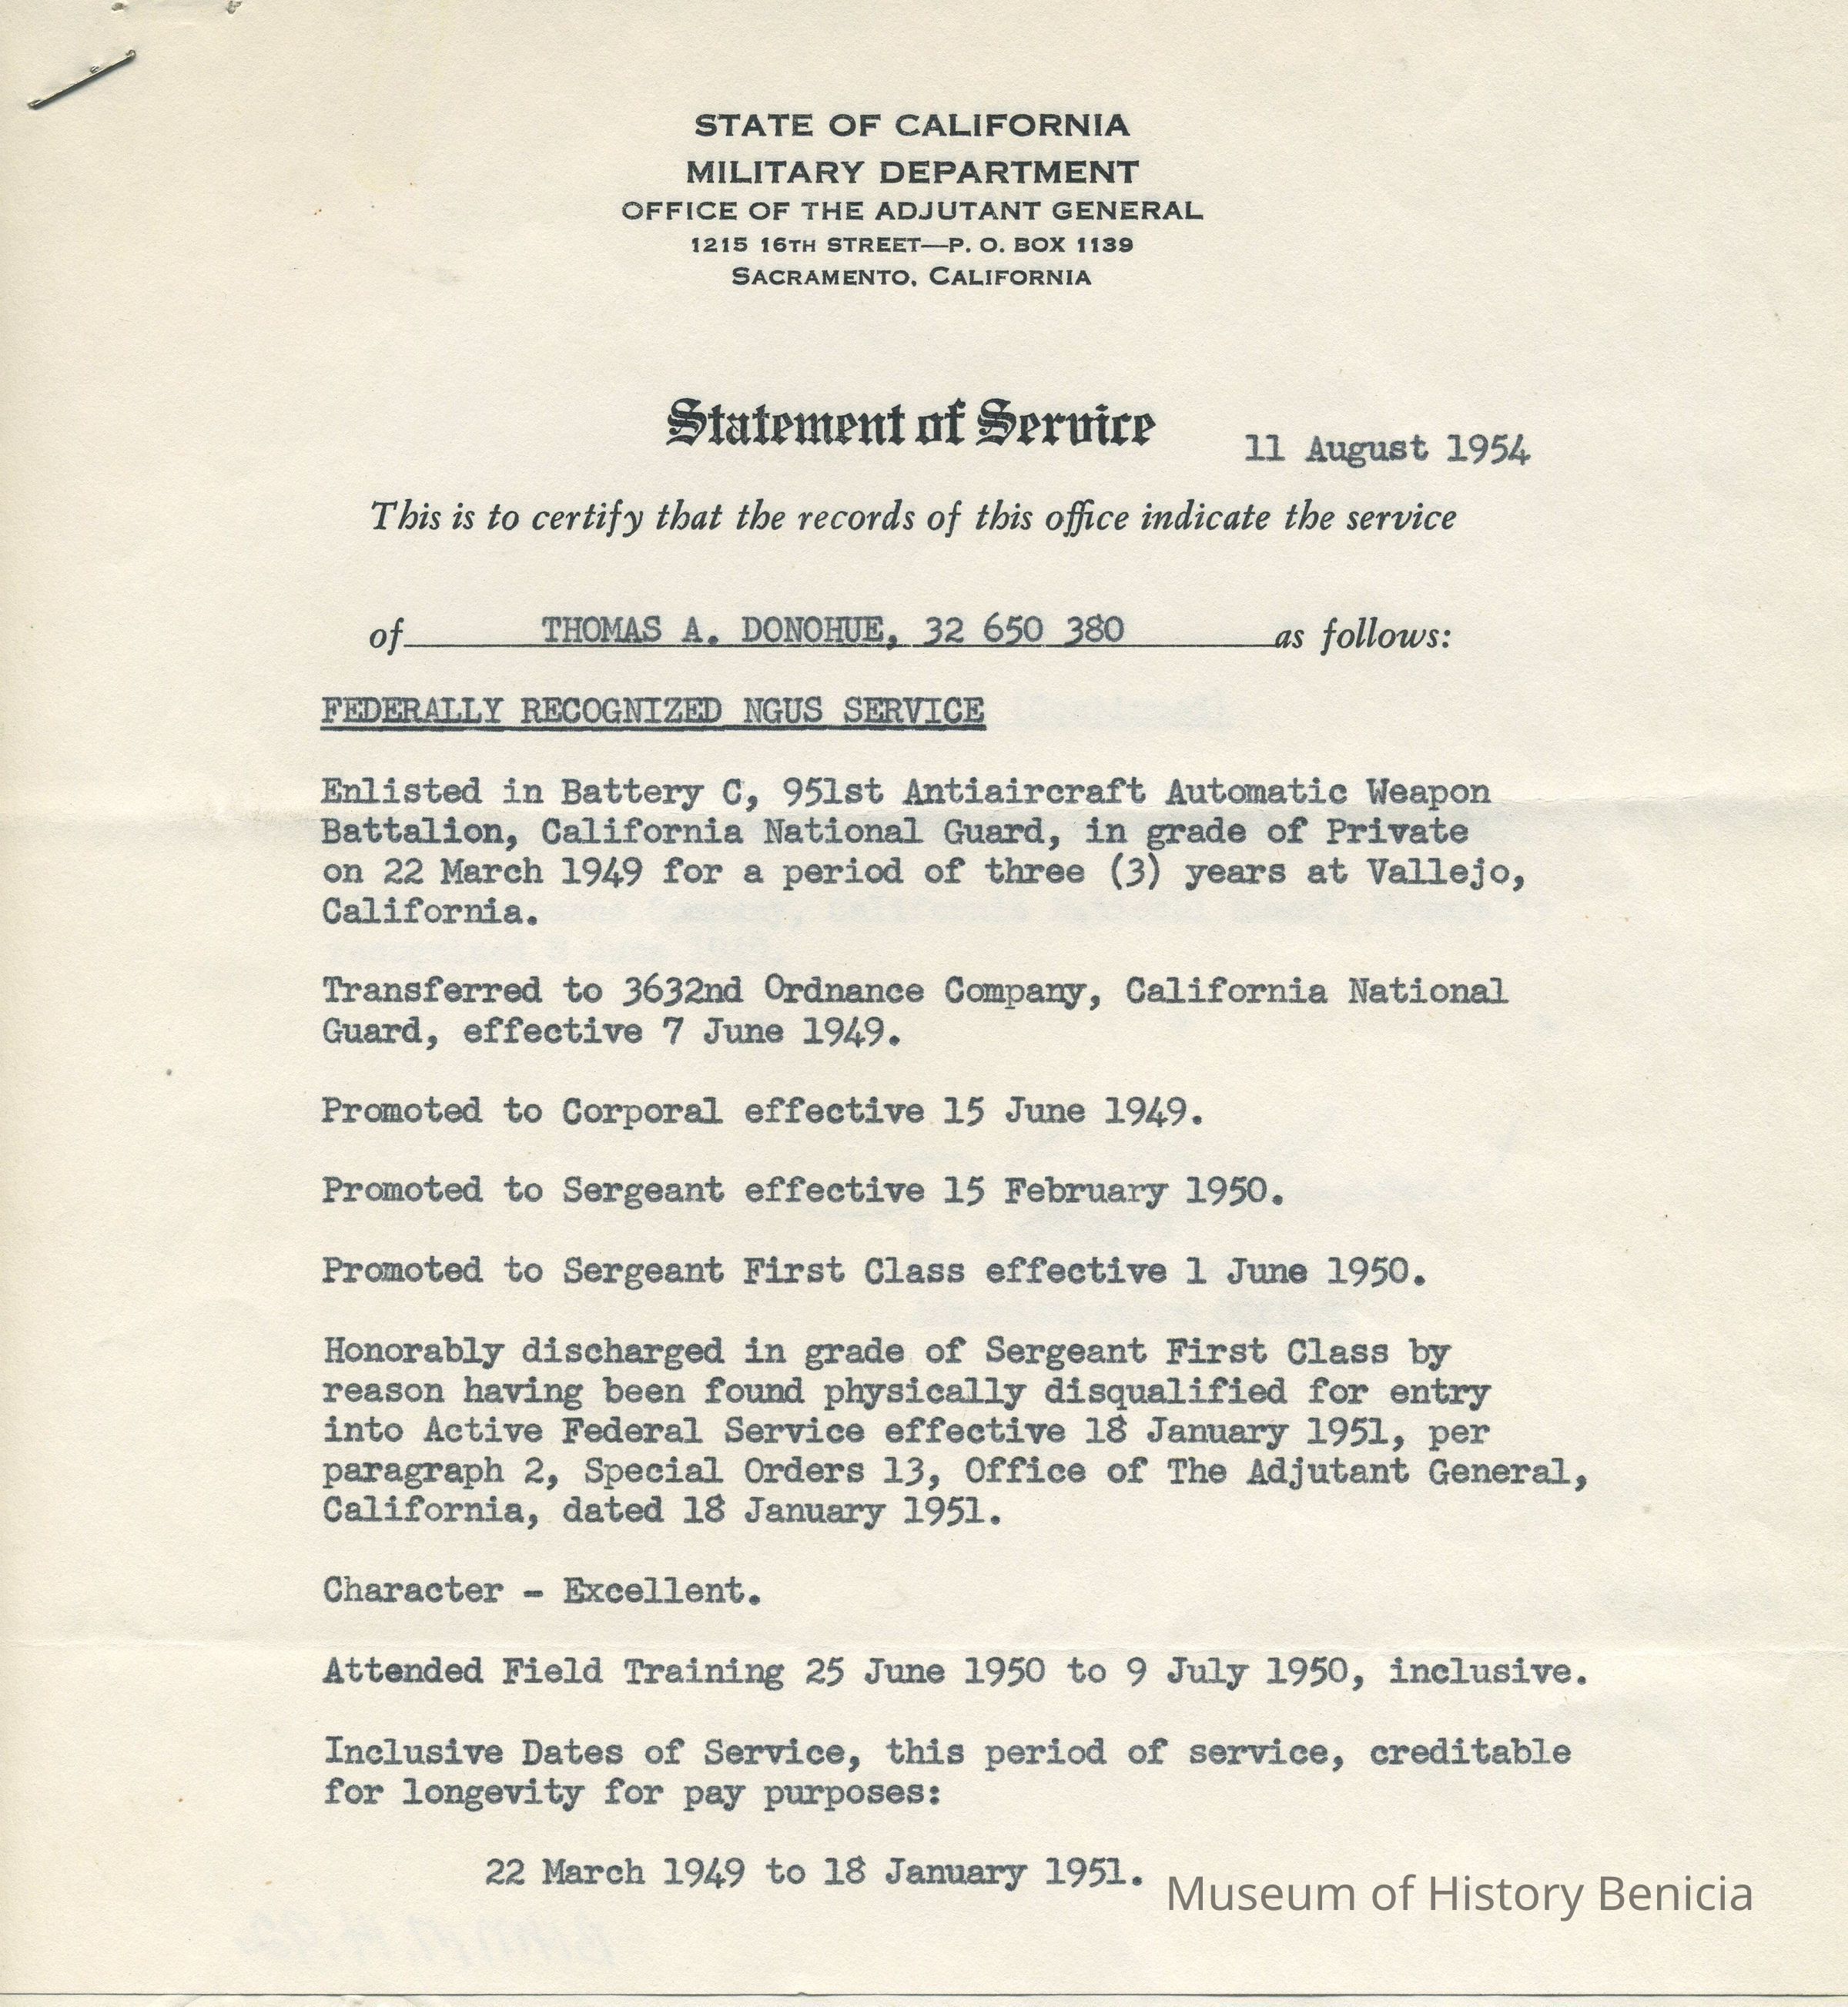 STATE OF CALIFORNIA
MILITARY DEPARTMENT
OFFICE OF THE ADJUTANT GENERAL
1215 16TH STREET—P. O. BOX 1139
SACRAMENTO, CALIFORNIA
Statement of Service
11 August 1954
This is to certify that the records of this office indicate the service
of THOMAS A. DONOHUE, 32 650 380 as follows:
FEDERALLY RECOGNIZED NGUS SERVICE
Enlisted in Battery C, 951st Antiaircraft Automatic Weapon
Battalion, California National Guard, in grade of Private
on 22 March 1949 for a period of three (3) years at Vallejo,
California.
Transferred to 3632nd Ordnance Company, California National
Guard, effective 7 June 1949.
Promoted to Corporal effective 15 June 1949.
Promoted to Sergeant effective 15 February 1950.
Promoted to Sergeant First Class effective 1 June 1950.
Honorably discharged in grade of Sergeant First Class by
reason having been found physically disqualified for entry
into Active Federal Service effective 18 January 1951, per
paragraph 2, Special Orders 13, Office of The Adjutant General,
California, dated 18 January 1951.
Character - Excellent.
Attended Field Training 25 June 1950 to 9 July 1950, inclusive.
Inclusive Dates of Service, this period of service, creditable
for longevity for pay purposes:
22 March 1949 to 18 January 1951.
Museum of History Benicia